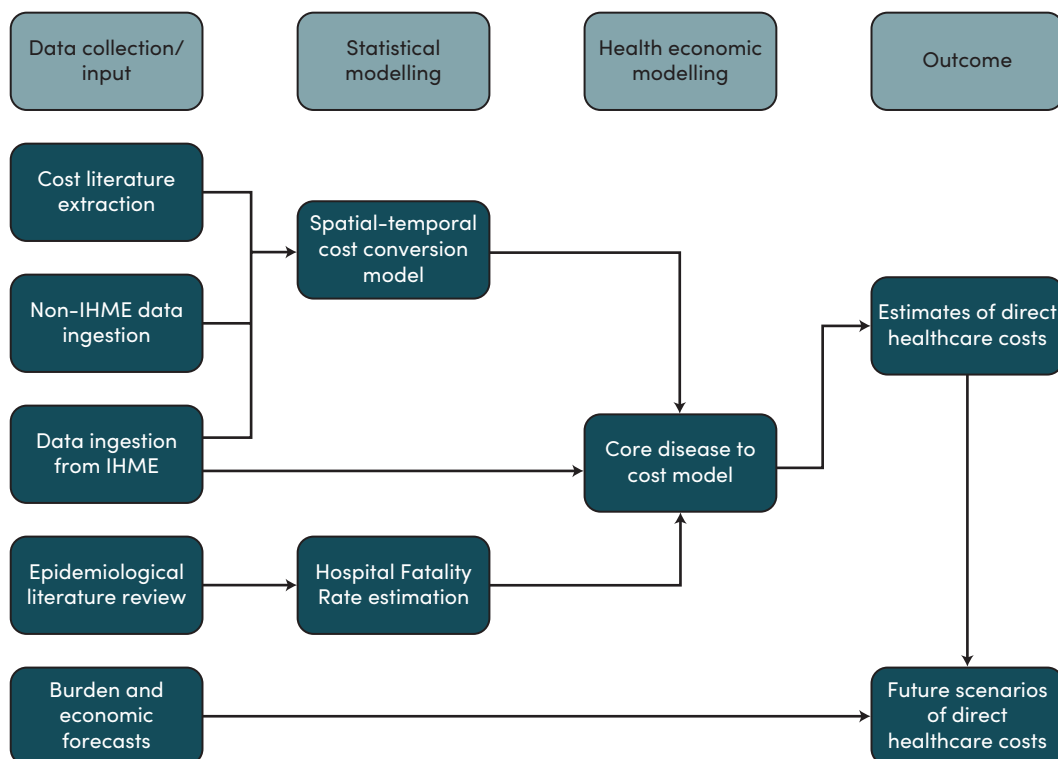 Data collection/
input
Statistical
modelling
Health economic
modelling
Outcome
Cost literature
extraction
Spatial-temporal
cost conversion
model
Non-IHME data
ingestion
Estimates of direct
healthcare costs
Data ingestion
from IHME
Core disease to
cost model
Epidemiological
literature review
Hospital Fatality
Rate estimation
Burden and
economic
forecasts
Future scenarios
of direct
healthcare costs